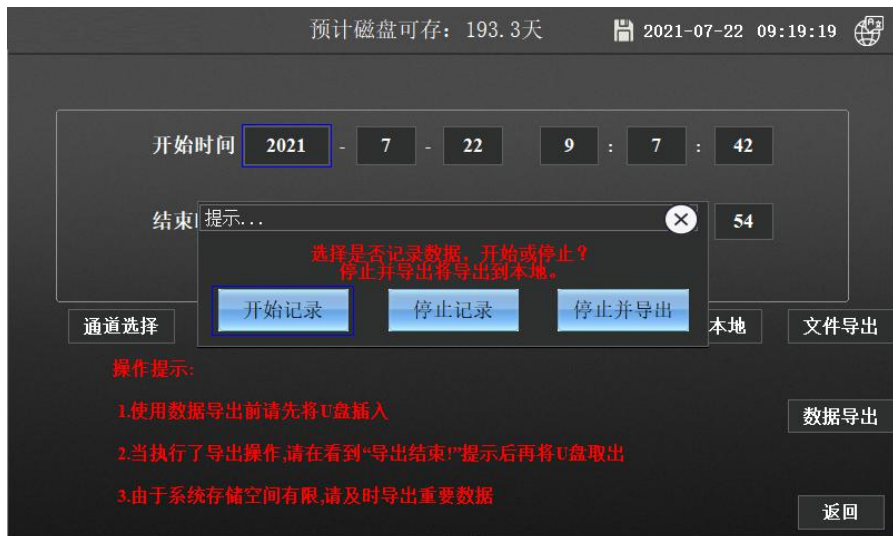 预计磁盘可存：193.3天
2021-07-22 09:19:19
开始时间 2021 - 7 - 22 9 : 7 : 42
结束 54
提示...
选择是否记录数据，开始或停止？
停止并导出将导出到本地。
开始记录 停止记录 停止并导出
通道选择 本地 文件导出
操作提示:
1.使用数据导出前请先将U盘插入
数据导出
2.当执行了导出操作,请在看到“导出结束!”提示后再将U盘取出
3.由于系统存储空间有限,请及时导出重要数据
返回